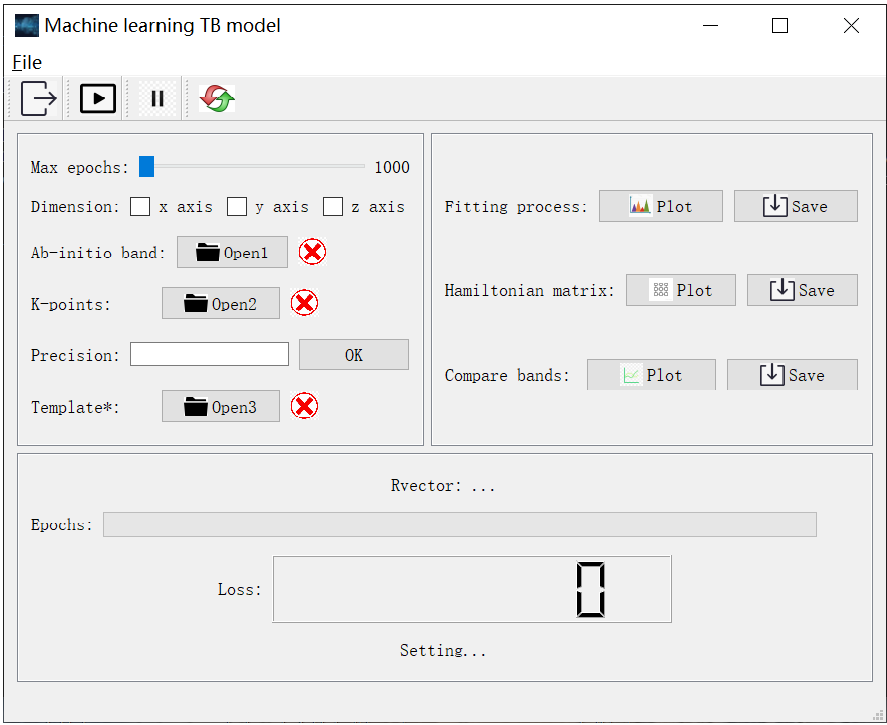 Machine learning TB model
File
Max epochs: 1000
Dimension: x axis y axis z axis
Ab-initio band: Open1
K-points: Open2
Precision: OK
Template*: Open3
Fitting process: Plot Save
Hamiltonian matrix: Plot Save
Compare bands: Plot Save
Rvector: ...
Epochs:
Loss: 0
Setting...